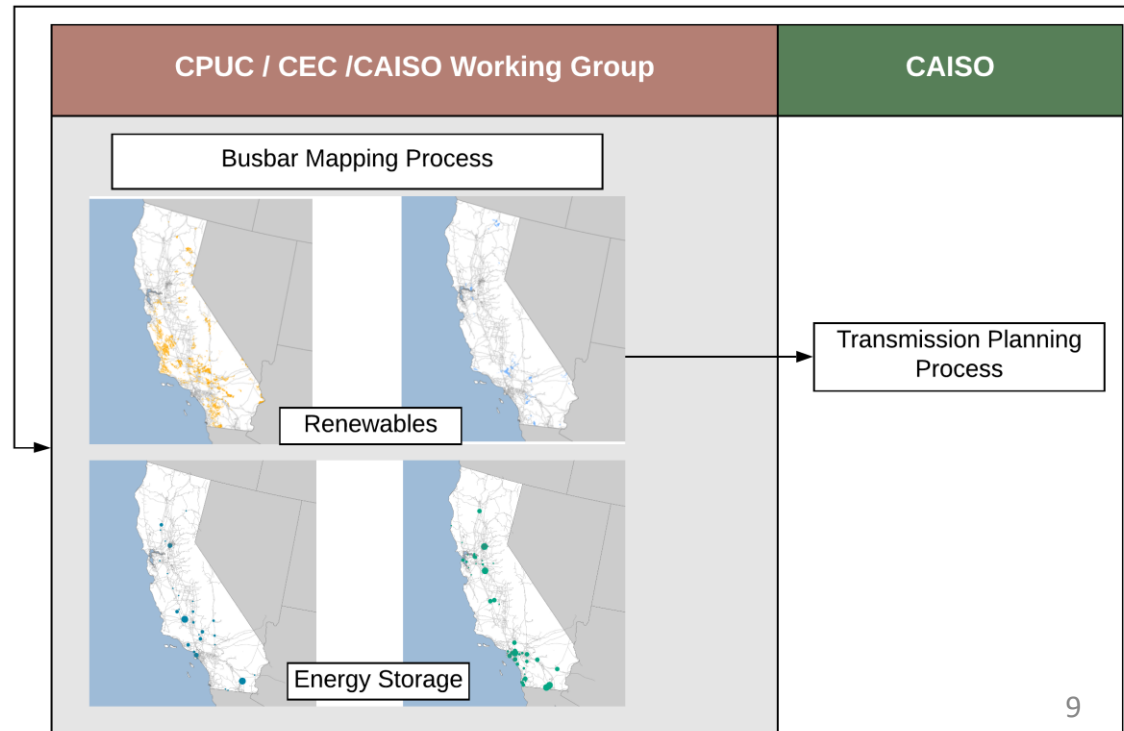 CPUC / CEC /CAISO Working Group
CAISO
Busbar Mapping Process
Renewables
Transmission Planning
Process
Energy Storage
9